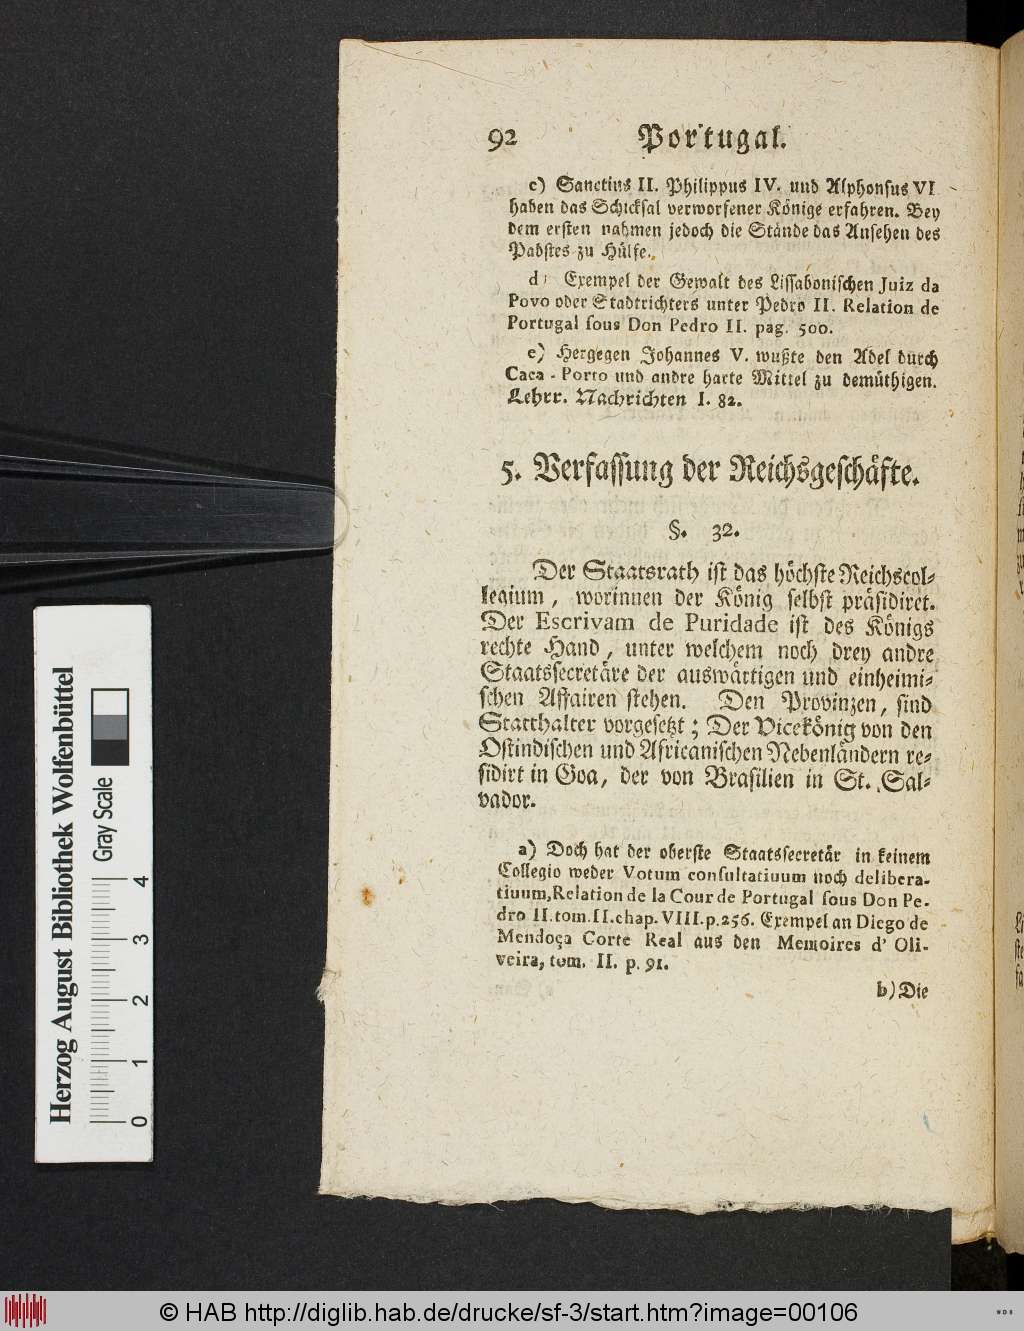 92 Portugal.
c) Sanctius II. Philippus IV. und Alphonsus VI
haben das Schicksal verworfener Könige erfahren. Bey
dem ersten nahmen jedoch die Stände das Ansehen des
Pabstes zu Hülfe.
d) Exempel der Gewalt des Lissabonischen Juiz da
Povo oder Stadtrichters unter Pedro II. Relation de
Portugal sous Don Pedro II. pag. 500.
e) Hergegen Johannes V. wußte den Adel durch
Caca-Porto und andre harte Mittel zu demüthigen.
Lehrr. Nachrichten I. 82.
5. Verfassung der Reichsgeschäfte.
§. 32.
Der Staatsrath ist das höchste Reichscol-
legium, worinnen der König selbst präsidiret.
Der Escrivam de Puridade ist des Königs
rechte Hand, unter welchem noch drey andre
Staatssecretäre der auswärtigen und einheimi-
schen Affairen stehen. Den Provinzen, sind
Statthalter vorgesetzt; Der Vicekönig von den
Ostindischen und Africanischen Nebenländern re-
sidirt in Goa, der von Brasilien in St. Sal-
vador.
a) Doch hat der oberste Staatssecretär in keinem
Collegio weder Votum consultatiuum noch delibera-
tiuum, Relation de la Cour de Portugal sous Don Pe-
dro II. tom. II. chap. VIII. p. 256. Exempel an Diego de
Mendoça Corte Real aus den Memoires d' Oli-
veira, tom. II. p. 91.
b) Die
Herzog August Bibliothek Wolfenbüttel
Gray Scale
0 1 2 3 4
© HAB http://diglib.hab.de/drucke/sf-3/start.htm?image=00106